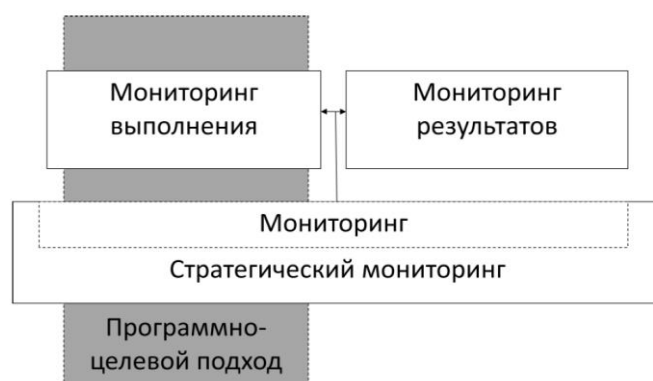 Мониторинг
выполнения
Мониторинг
результатов
Мониторинг
Стратегический мониторинг
Программно-
целевой подход